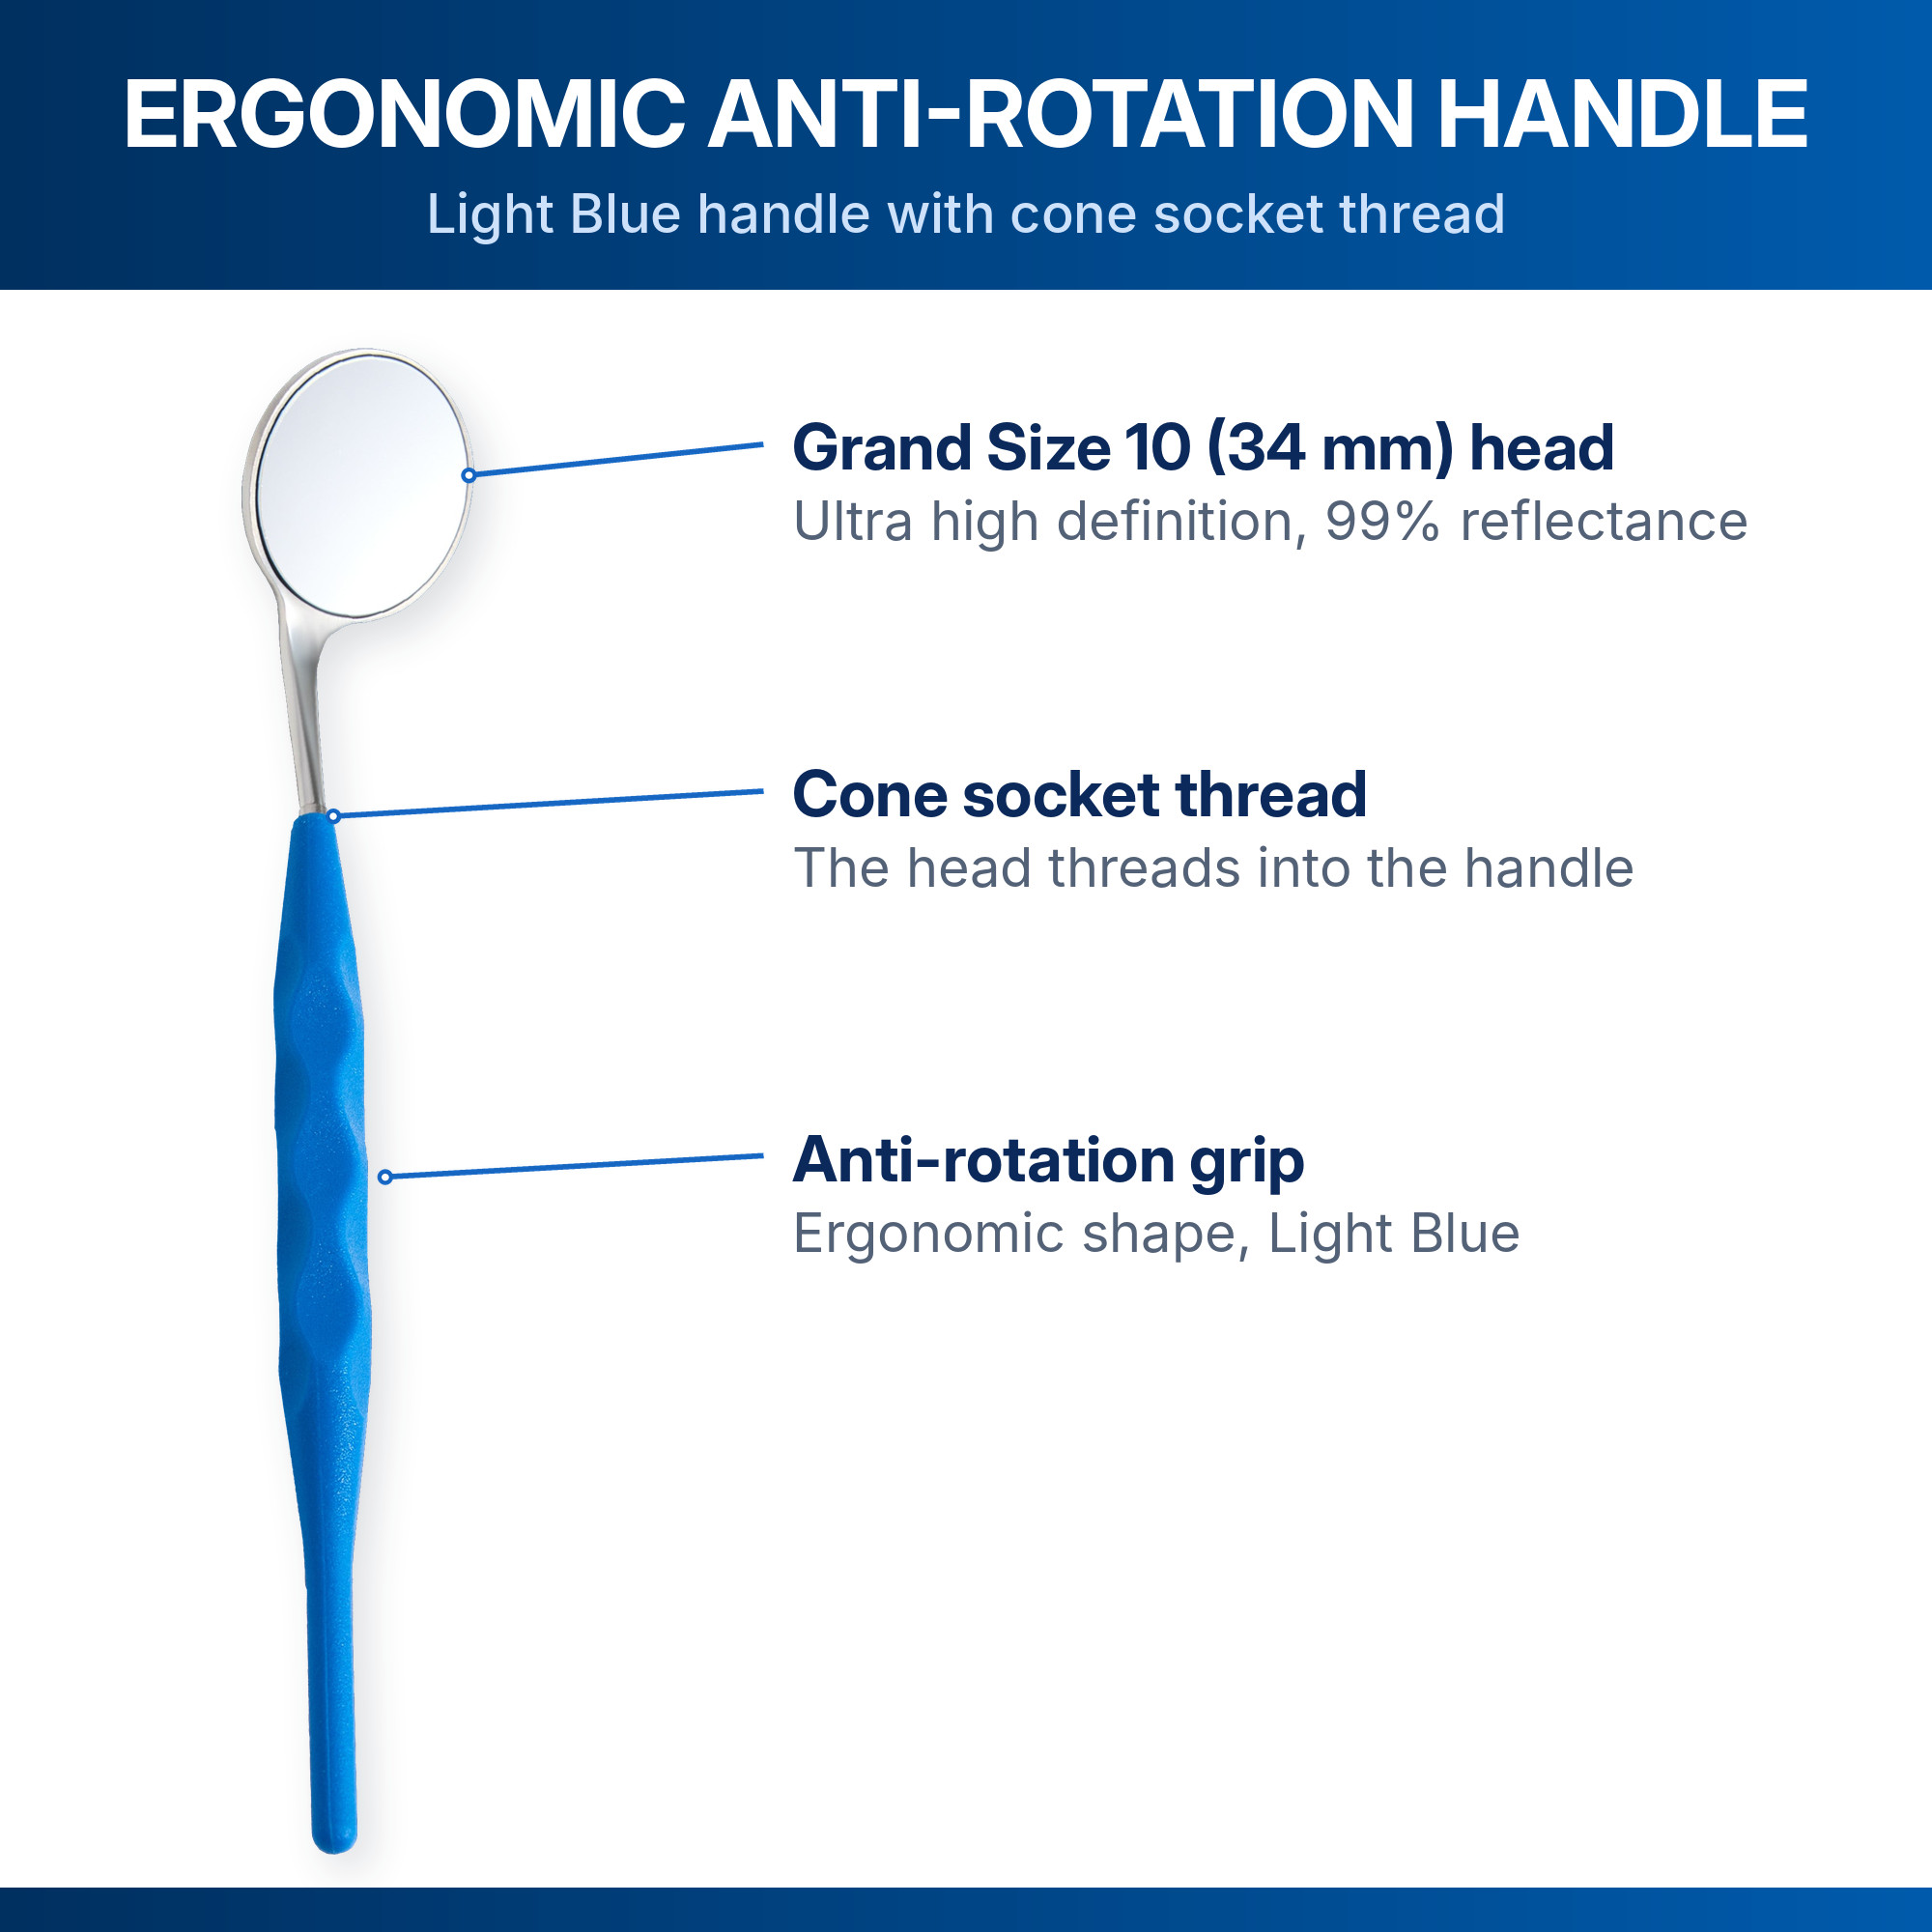 ERGONOMIC ANTI-ROTATION HANDLE
Light Blue handle with cone socket thread
Grand Size 10 (34 mm) head
Ultra high definition, 99% reflectance
Cone socket thread
The head threads into the handle
Anti-rotation grip
Ergonomic shape, Light Blue